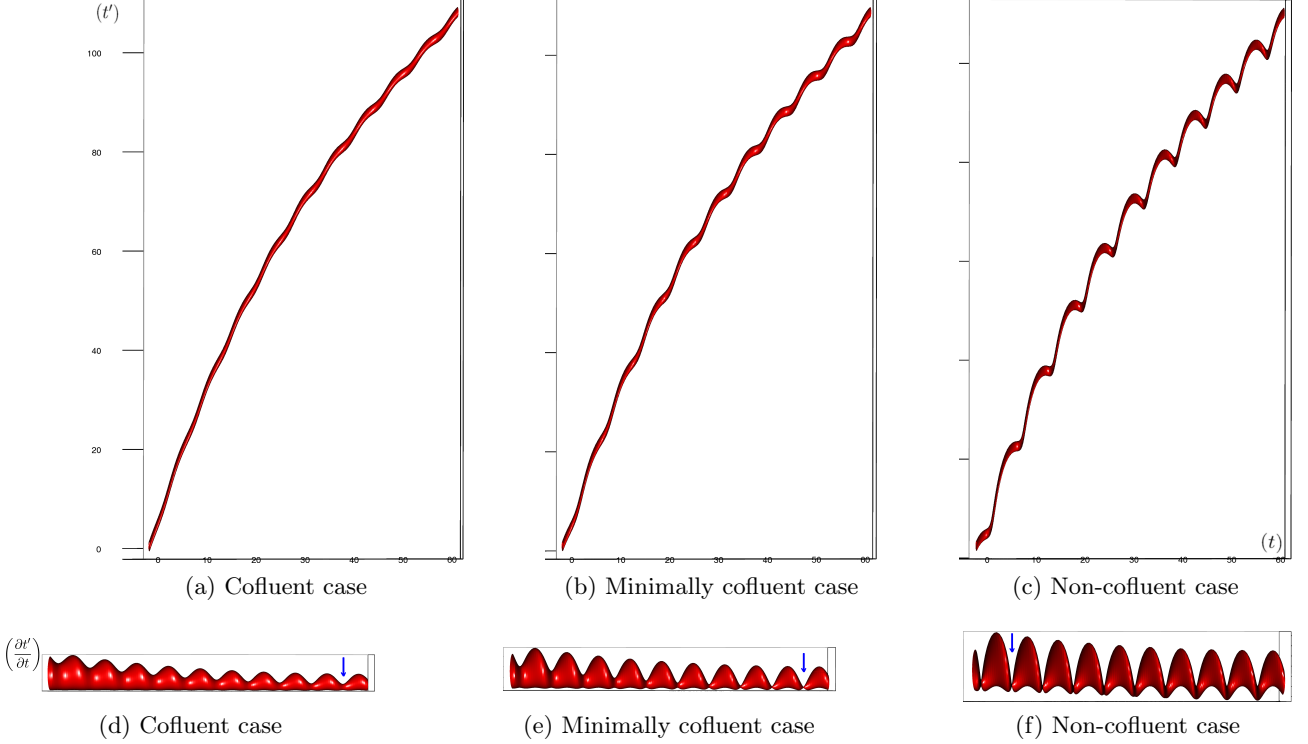 (t′)
100
80
60
40
20
0
0 10 20 30 40 50 60
0 10 20 30 40 50 60
0 10 20 30 40 50 60
(t)
(a) Cofluent case
(b) Minimally cofluent case
(c) Non-cofluent case
(∂t′/∂t)
(d) Cofluent case
(e) Minimally cofluent case
(f) Non-cofluent case